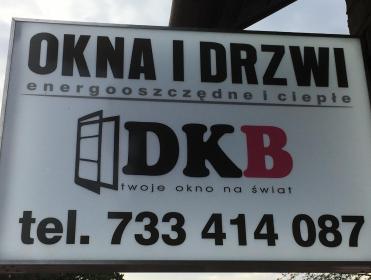 OKNA I DRZWI
energooszczędne i ciepłe
DKB
twoje okno na świat
tel. 733 414 087